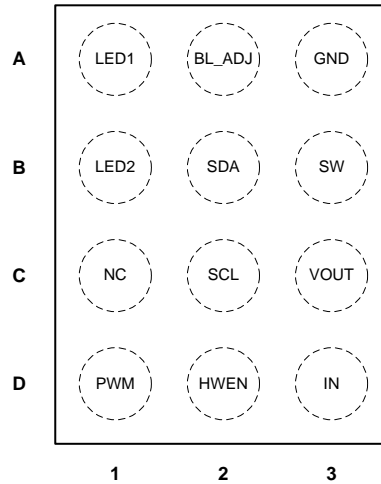 A LED1 BL_ADJ GND
B LED2 SDA SW
C NC SCL VOUT
D PWM HWEN IN
1 2 3